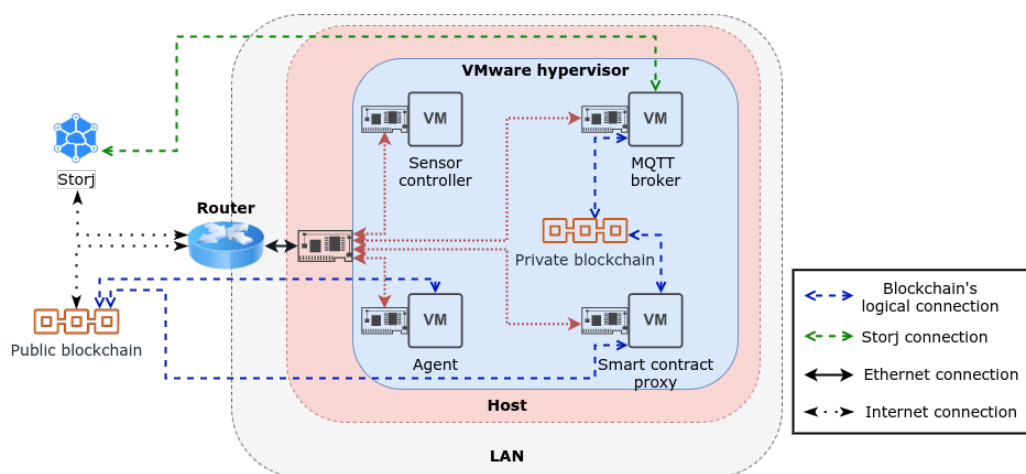 VMware hypervisor
VM
VM
Sensor
controller
MQTT
broker
Storj
Router
Private blockchain
Public blockchain
VM
VM
Agent
Smart contract
proxy
Host
LAN
Blockchain's
logical connection
Storj connection
Ethernet connection
Internet connection